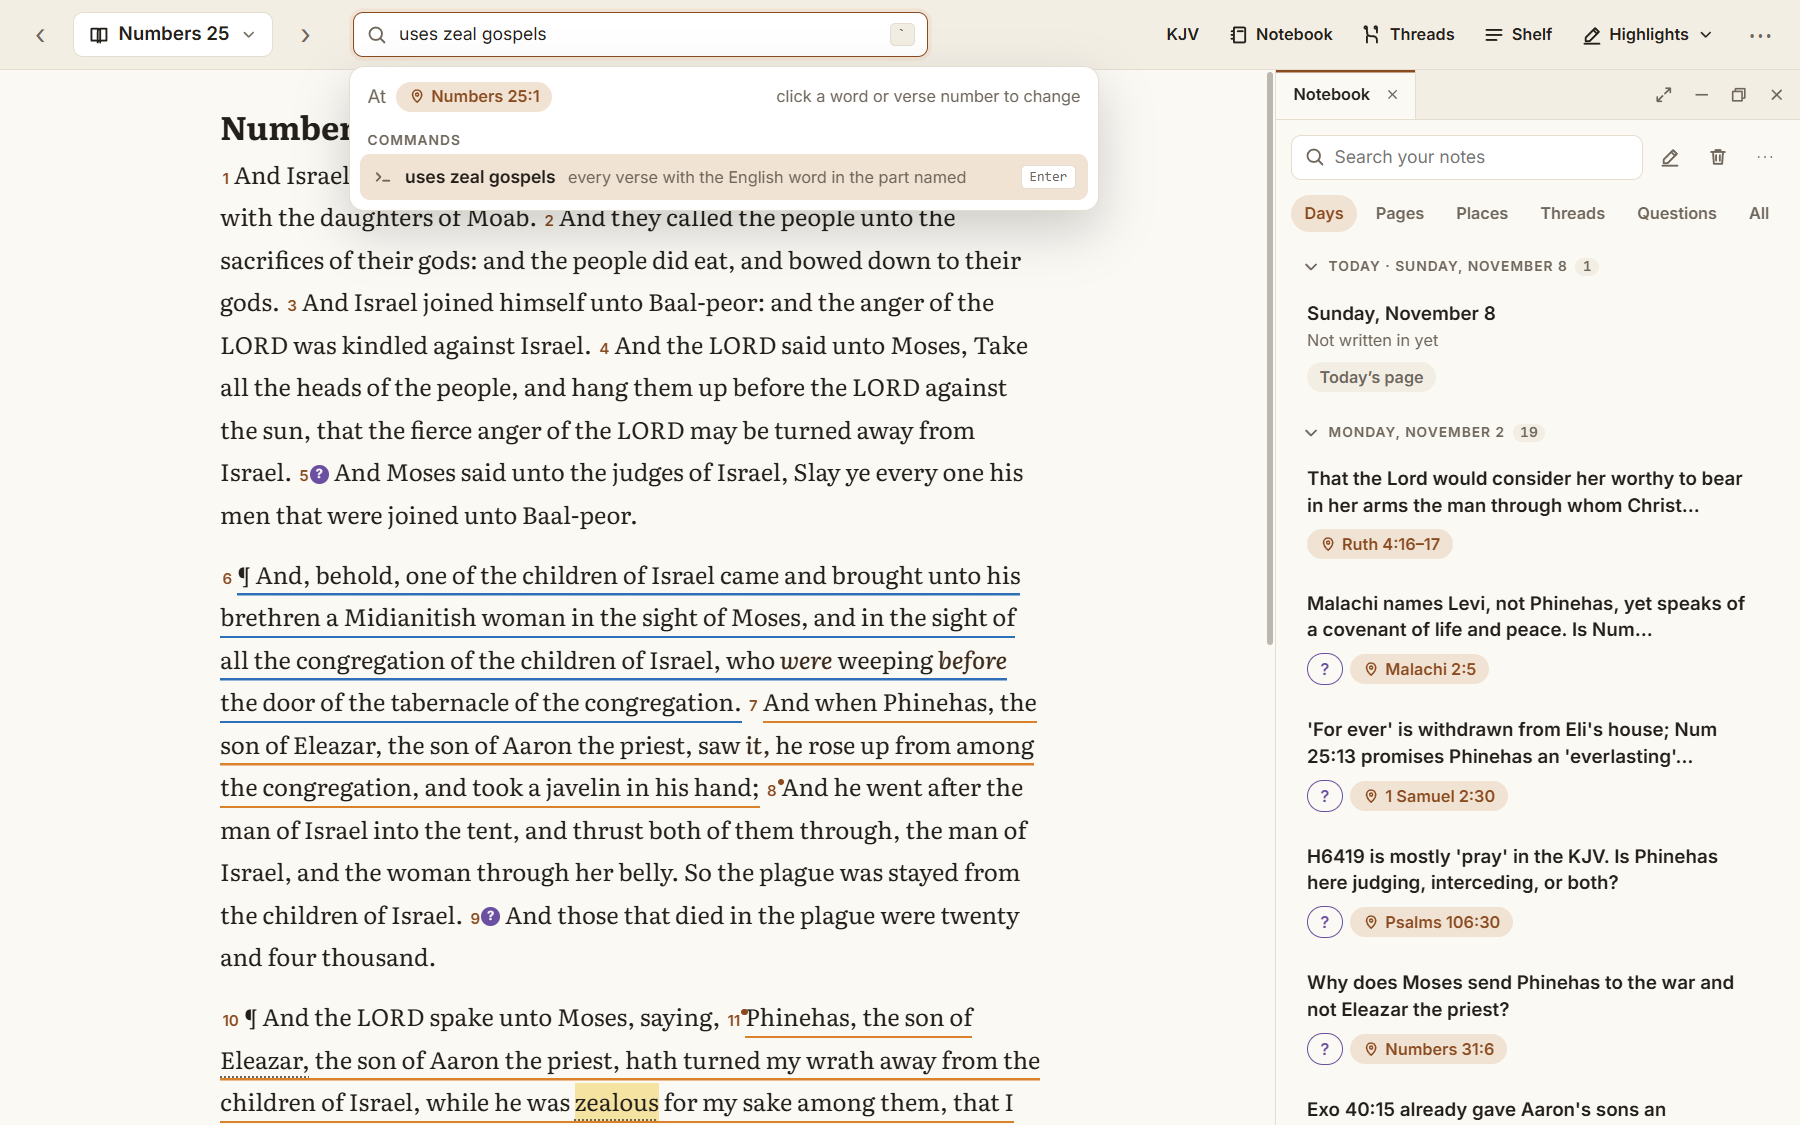 Numbers 25
uses zeal gospels
`
KJV
Notebook
Threads
Shelf
Highlights
At Numbers 25:1 click a word or verse number to change
COMMANDS
uses zeal gospels every verse with the English word in the part named Enter
Number
1 And Israel
with the daughters of Moab. 2 And they called the people unto the
sacrifices of their gods: and the people did eat, and bowed down to their
gods. 3 And Israel joined himself unto Baal-peor: and the anger of the
LORD was kindled against Israel. 4 And the LORD said unto Moses, Take
all the heads of the people, and hang them up before the LORD against
the sun, that the fierce anger of the LORD may be turned away from
Israel. 5 ? And Moses said unto the judges of Israel, Slay ye every one his
men that were joined unto Baal-peor.
6 ¶ And, behold, one of the children of Israel came and brought unto his
brethren a Midianitish woman in the sight of Moses, and in the sight of
all the congregation of the children of Israel, who were weeping before
the door of the tabernacle of the congregation. 7 And when Phinehas, the
son of Eleazar, the son of Aaron the priest, saw it, he rose up from among
the congregation, and took a javelin in his hand; 8 And he went after the
man of Israel into the tent, and thrust both of them through, the man of
Israel, and the woman through her belly. So the plague was stayed from
the children of Israel. 9 ? And those that died in the plague were twenty
and four thousand.
10 ¶ And the LORD spake unto Moses, saying, 11 Phinehas, the son of
Eleazar, the son of Aaron the priest, hath turned my wrath away from the
children of Israel, while he was zealous for my sake among them, that I
Notebook
Search your notes
Days Pages Places Threads Questions All
TODAY · SUNDAY, NOVEMBER 8 1
Sunday, November 8
Not written in yet
Today's page
MONDAY, NOVEMBER 2 19
That the Lord would consider her worthy to bear
in her arms the man through whom Christ...
Ruth 4:16–17
Malachi names Levi, not Phinehas, yet speaks of
a covenant of life and peace. Is Num...
? Malachi 2:5
'For ever' is withdrawn from Eli's house; Num
25:13 promises Phinehas an 'everlasting'...
? 1 Samuel 2:30
H6419 is mostly 'pray' in the KJV. Is Phinehas
here judging, interceding, or both?
? Psalms 106:30
Why does Moses send Phinehas to the war and
not Eleazar the priest?
? Numbers 31:6
Exo 40:15 already gave Aaron's sons an